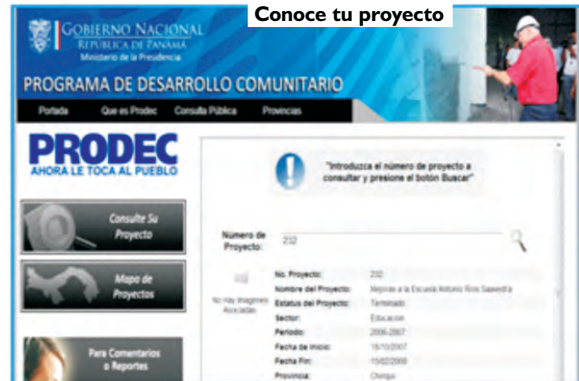 Conoce tu proyecto
GOBIERNO NACIONAL
REPÚBLICA DE PANAMÁ
Ministerio de la Presidencia
PROGRAMA DE DESARROLLO COMUNITARIO
Portada Que es Prodec Consulta Pública Provincias
PRODEC
AHORA LE TOCA AL PUEBLO
Consulte Su
Proyecto
Mapa de
Proyectos
Para Comentarios
o Reportes
"Introduzca el número de proyecto a
consultar y presione el botón Buscar"
Número de
Proyecto:
232
No Hay Imagenes
Asociadas
No. Proyecto: 232
Nombre del Proyecto: Mejoras a la Escuela Antonio Rios Saavedra
Estatus del Proyecto: Terminado
Sector: Educacion
Periodo: 2006-2007
Fecha de Inicio: 18/10/2007
Fecha Fin: 15/02/2008
Provincia: Chiriqui